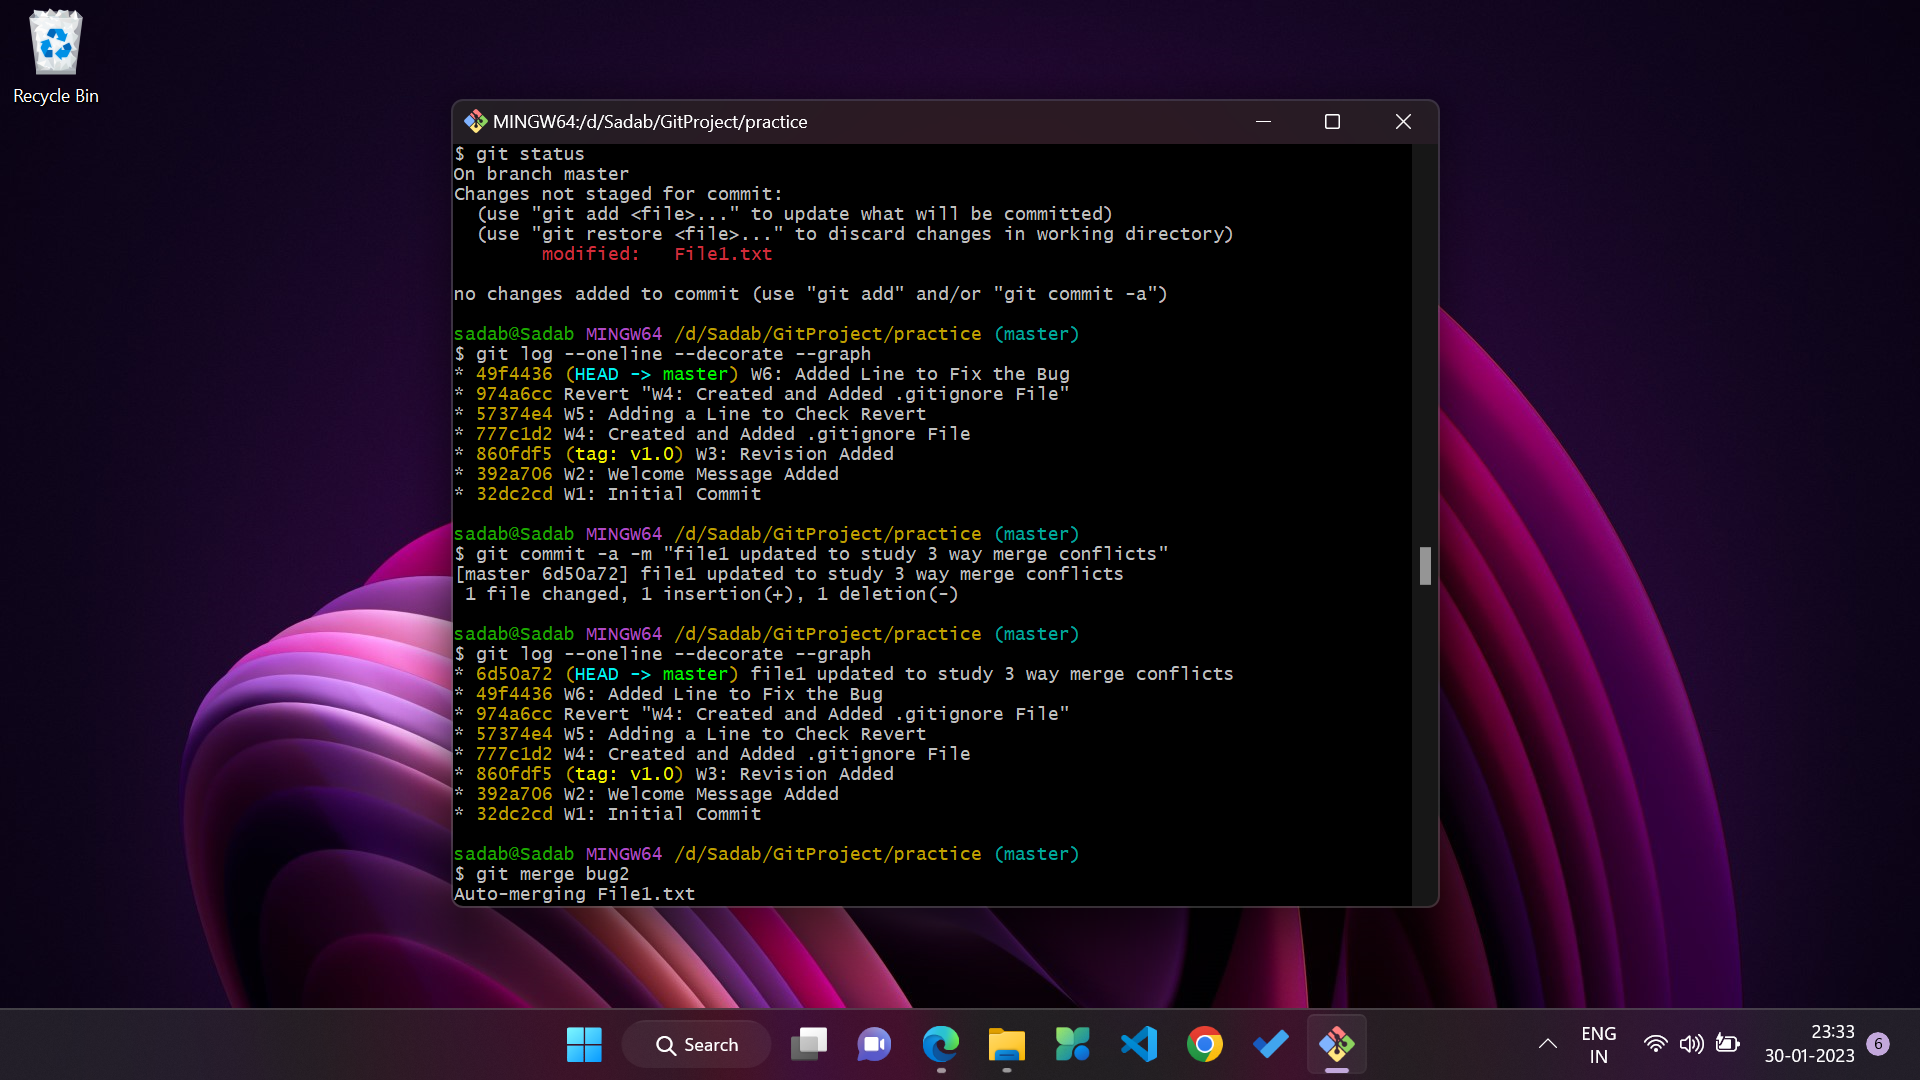 Recycle Bin
MINGW64:/d/Sadab/GitProject/practice
$ git status
On branch master
Changes not staged for commit:
  (use "git add <file>..." to update what will be committed)
  (use "git restore <file>..." to discard changes in working directory)
        modified:   File1.txt
no changes added to commit (use "git add" and/or "git commit -a")
sadab@Sadab MINGW64 /d/Sadab/GitProject/practice (master)
$ git log --oneline --decorate --graph
* 49f4436 (HEAD -> master) W6: Added Line to Fix the Bug
* 974a6cc Revert "W4: Created and Added .gitignore File"
* 57374e4 W5: Adding a Line to Check Revert
* 777c1d2 W4: Created and Added .gitignore File
* 860fdf5 (tag: v1.0) W3: Revision Added
* 392a706 W2: Welcome Message Added
* 32dc2cd W1: Initial Commit
sadab@Sadab MINGW64 /d/Sadab/GitProject/practice (master)
$ git commit -a -m "file1 updated to study 3 way merge conflicts"
[master 6d50a72] file1 updated to study 3 way merge conflicts
 1 file changed, 1 insertion(+), 1 deletion(-)
sadab@Sadab MINGW64 /d/Sadab/GitProject/practice (master)
$ git log --oneline --decorate --graph
* 6d50a72 (HEAD -> master) file1 updated to study 3 way merge conflicts
* 49f4436 W6: Added Line to Fix the Bug
* 974a6cc Revert "W4: Created and Added .gitignore File"
* 57374e4 W5: Adding a Line to Check Revert
* 777c1d2 W4: Created and Added .gitignore File
* 860fdf5 (tag: v1.0) W3: Revision Added
* 392a706 W2: Welcome Message Added
* 32dc2cd W1: Initial Commit
sadab@Sadab MINGW64 /d/Sadab/GitProject/practice (master)
$ git merge bug2
Auto-merging File1.txt
Search
ENG
IN
23:33
30-01-2023
6